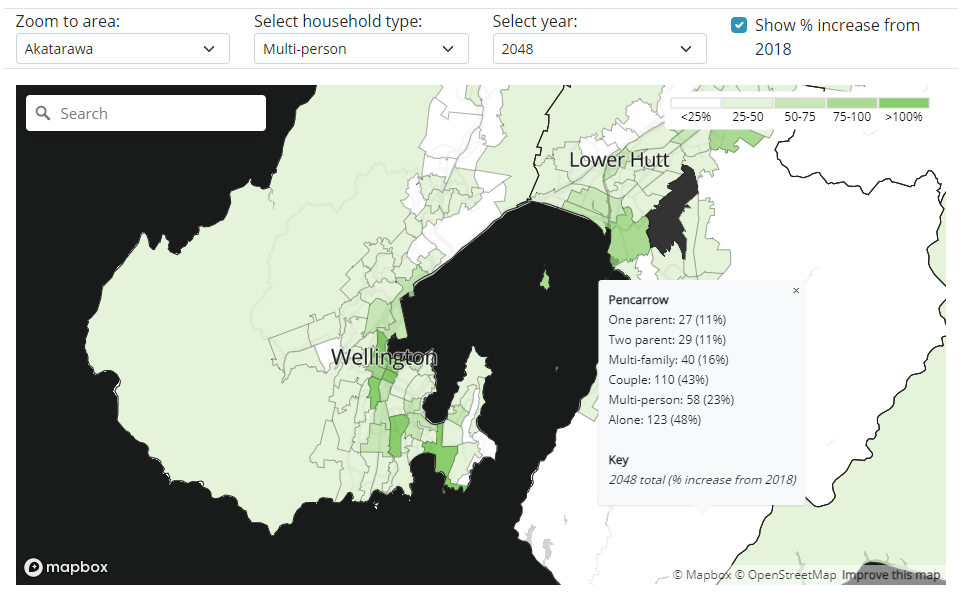 Zoom to area:
Select household type:
Select year:
Show % increase from
2018
Akatarawa
Multi-person
2048
Search
<25%
25-50
50-75
75-100
>100%
Lower Hutt
Wellington
×
Pencarrow
One parent: 27 (11%)
Two parent: 29 (11%)
Multi-family: 40 (16%)
Couple: 110 (43%)
Multi-person: 58 (23%)
Alone: 123 (48%)
Key
2048 total (% increase from 2018)
mapbox
© Mapbox © OpenStreetMap Improve this map